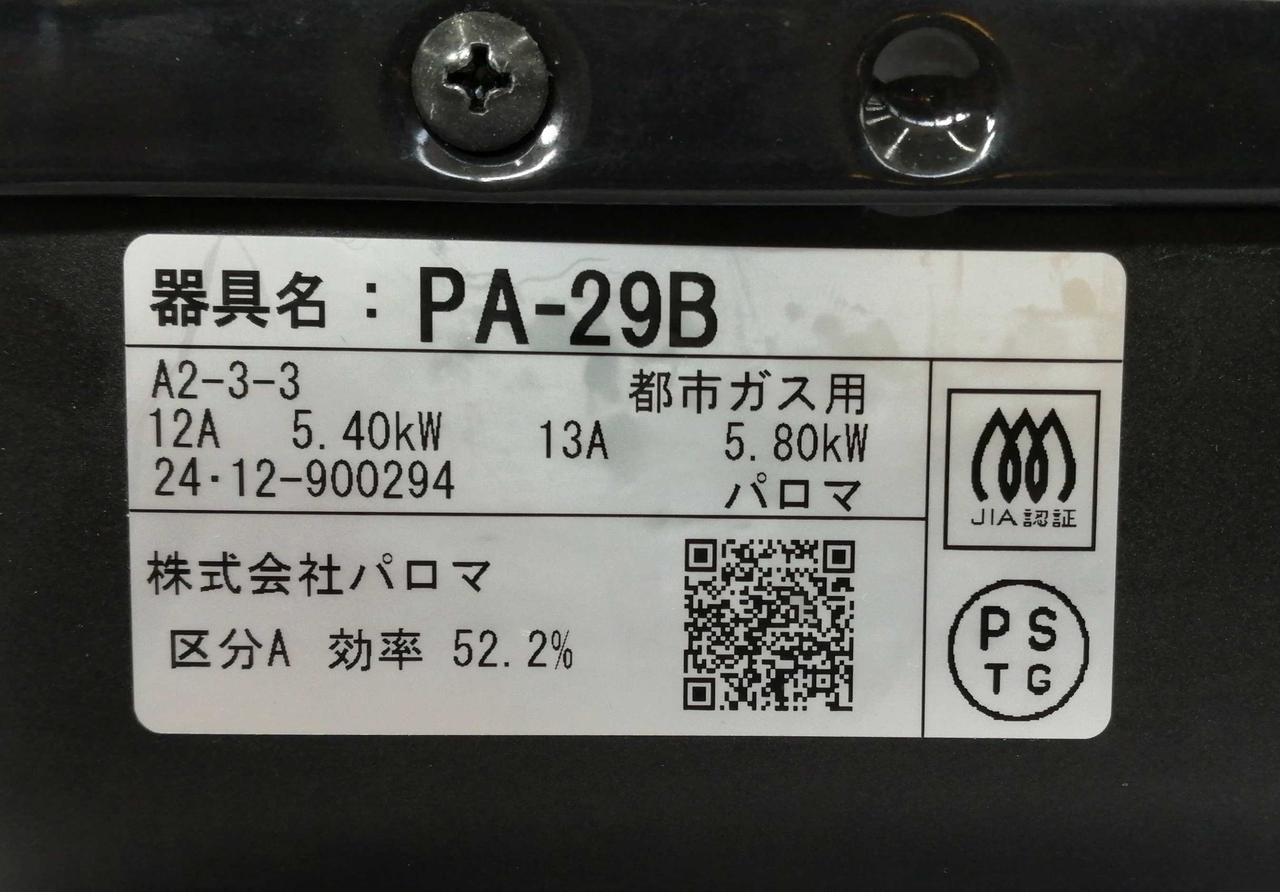 器具名：PA-29B
A2-3-3 都市ガス用
12A 5.40kW 13A 5.80kW
24・12-900294 パロマ
JIA認証
株式会社パロマ
区分A 効率 52.2%
PS
TG